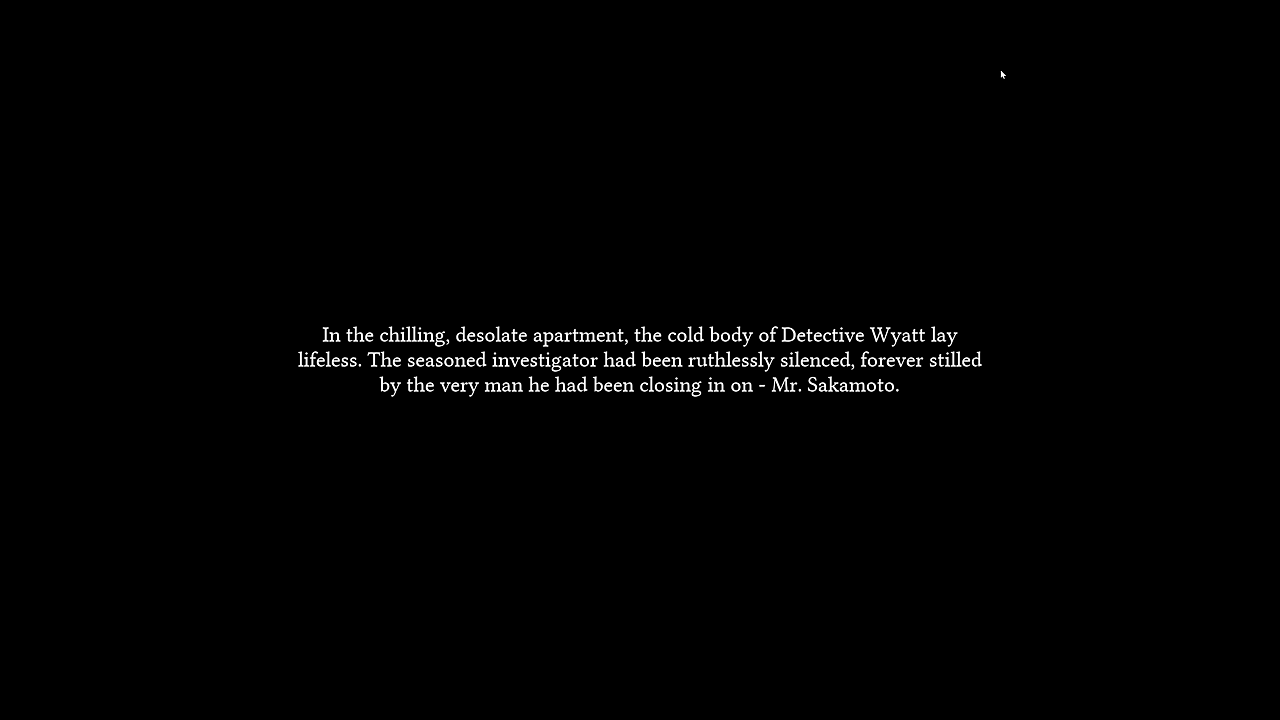 In the chilling, desolate apartment, the cold body of Detective Wyatt lay
lifeless. The seasoned investigator had been ruthlessly silenced, forever stilled
by the very man he had been closing in on - Mr. Sakamoto.